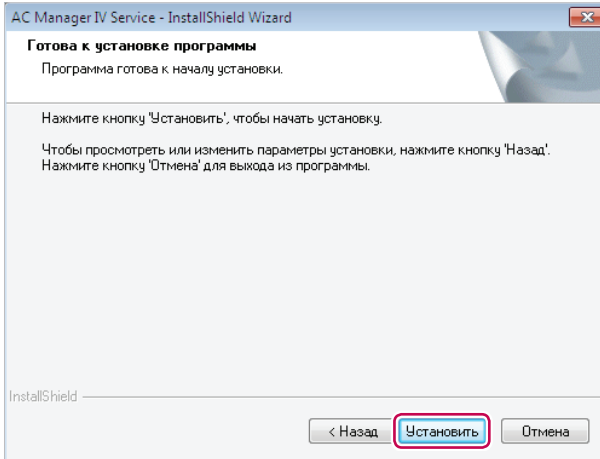 AC Manager IV Service - InstallShield Wizard
Готова к установке программы
Программа готова к началу установки.
Нажмите кнопку 'Установить', чтобы начать установку.
Чтобы просмотреть или изменить параметры установки, нажмите кнопку 'Назад'.
Нажмите кнопку 'Отмена' для выхода из программы.
InstallShield
< Назад Установить Отмена